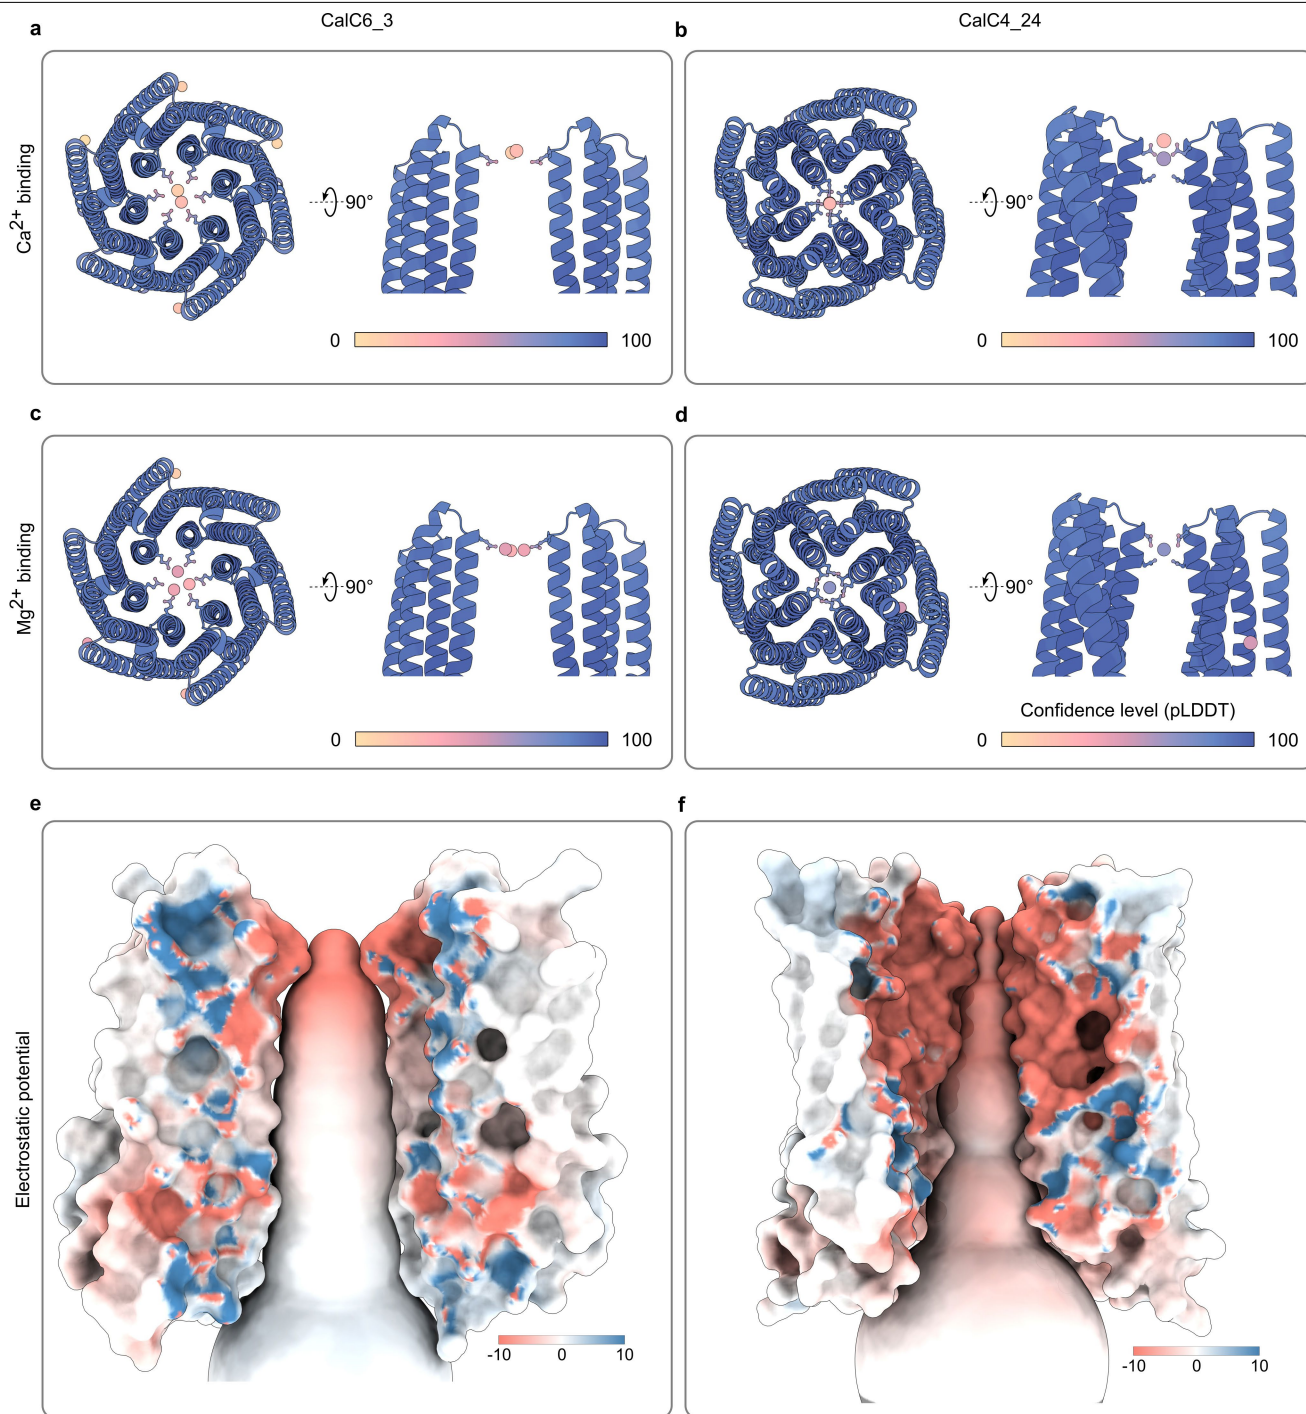 CalC6_3
CalC4_24
a
b
Ca2+ binding
90°
90°
0
100
0
100
c
d
Mg2+ binding
90°
90°
Confidence level (pLDDT)
0
100
0
100
e
f
Electrostatic potential
-10
0
10
-10
0
10